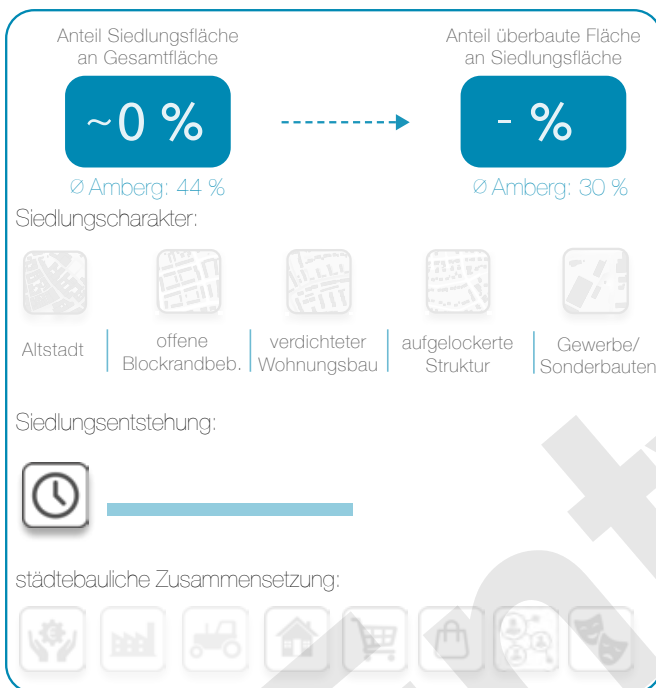 Anteil Siedlungsfläche
an Gesamtfläche
Anteil überbaute Fläche
an Siedlungsfläche
~0 %
- %
∅ Amberg: 44 %
∅ Amberg: 30 %
Siedlungscharakter:
Altstadt
offene
Blockrandbeb.
verdichteter
Wohnungsbau
aufgelockerte
Struktur
Gewerbe/
Sonderbauten
Siedlungsentstehung:
städtebauliche Zusammensetzung: